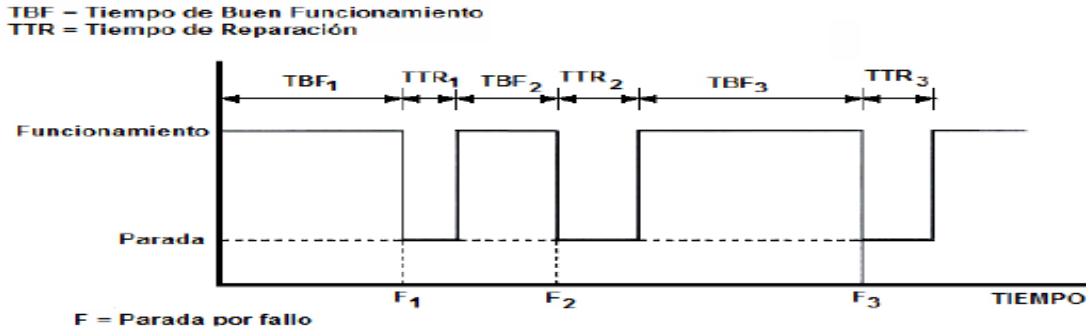 TBF = Tiempo de Buen Funcionamiento
TTR = Tiempo de Reparación
TBF1 TTR1 TBF2 TTR2 TBF3 TTR3
Funcionamiento
Parada
F1 F2 F3 TIEMPO
F = Parada por fallo